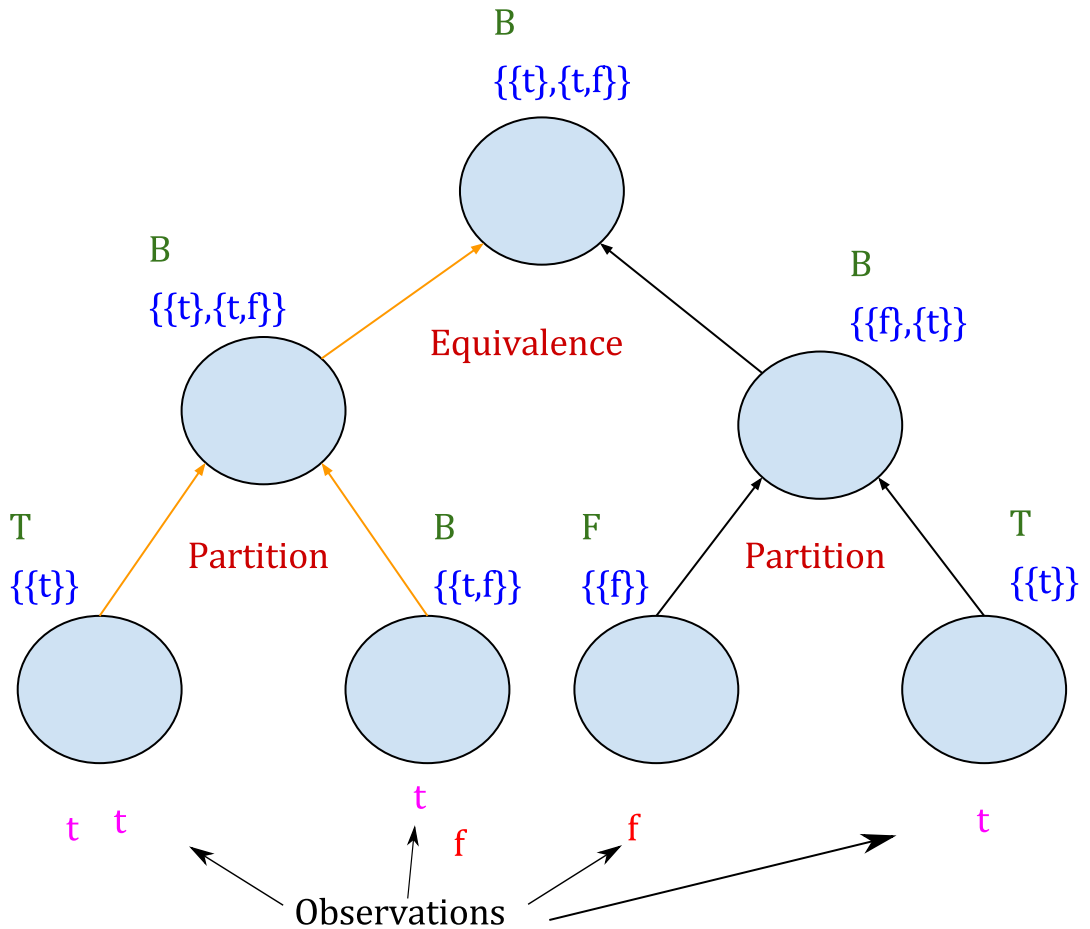 B
{{t},{t,f}}
B
{{t},{t,f}}
B
{{f},{t}}
Equivalence
T
{{t}}
Partition
B
{{t,f}}
F
{{f}}
Partition
T
{{t}}
t t
t
f
f
t
Observations